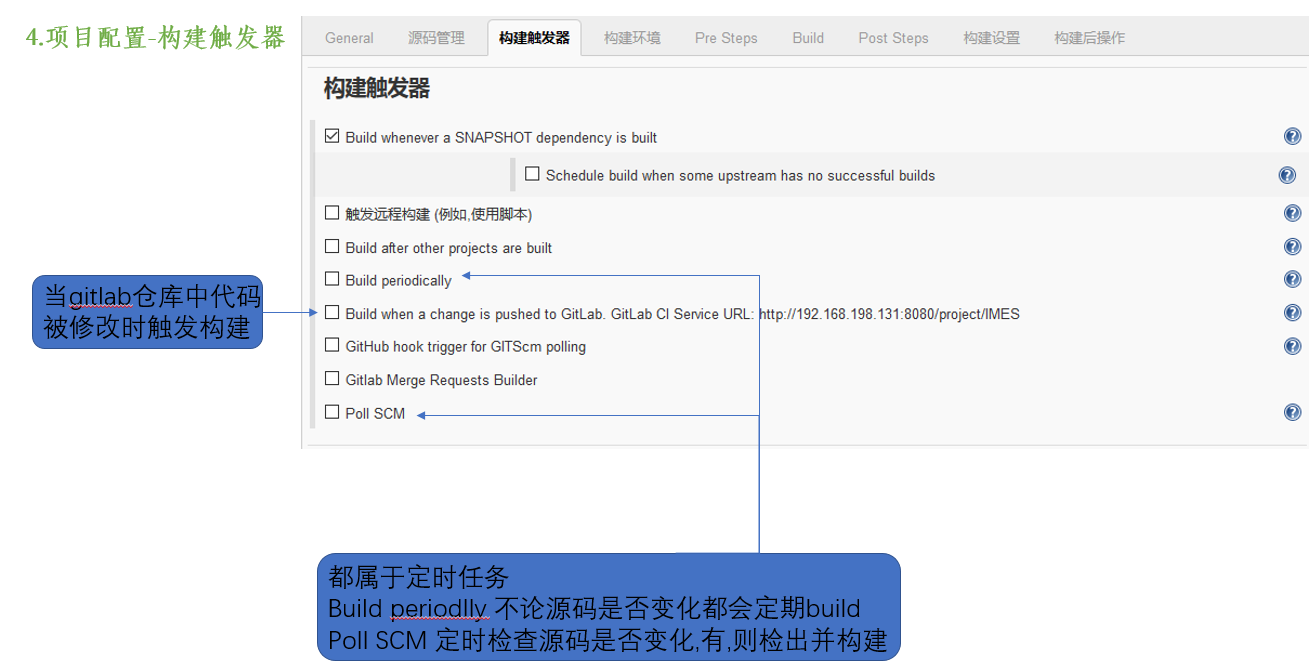 4.项目配置-构建触发器
General 源码管理 构建触发器 构建环境 Pre Steps Build Post Steps 构建设置 构建后操作
构建触发器
Build whenever a SNAPSHOT dependency is built
Schedule build when some upstream has no successful builds
触发远程构建 (例如,使用脚本)
Build after other projects are built
Build periodically
当gitlab仓库中代码
被修改时触发构建
Build when a change is pushed to GitLab. GitLab CI Service URL: http://192.168.198.131:8080/project/IMES
GitHub hook trigger for GITScm polling
Gitlab Merge Requests Builder
Poll SCM
都属于定时任务
Build periodlly 不论源码是否变化都会定期build
Poll SCM 定时检查源码是否变化,有,则检出并构建